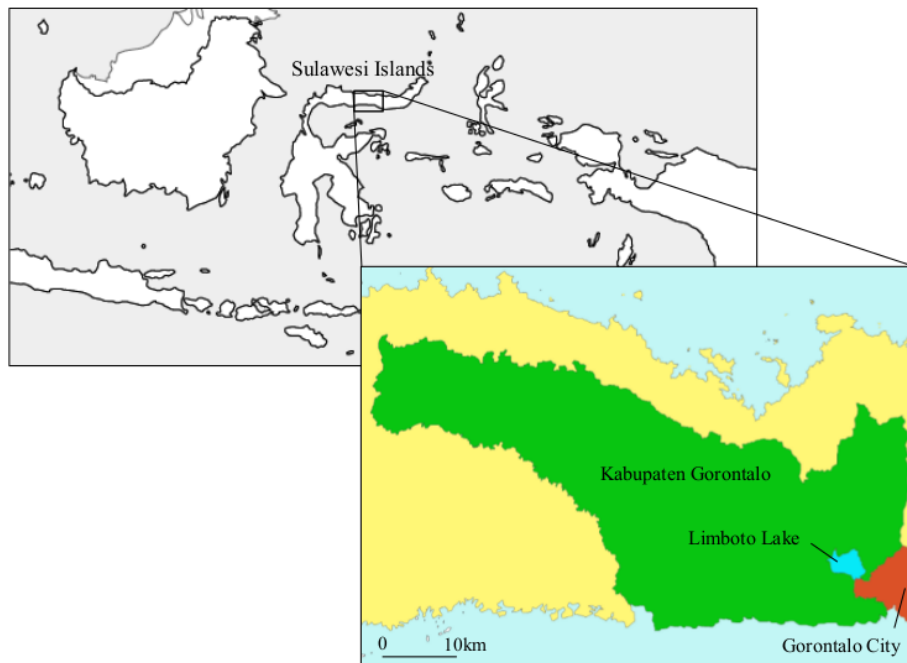 Sulawesi Islands
Kabupaten Gorontalo
Limboto Lake
0 10km
Gorontalo City